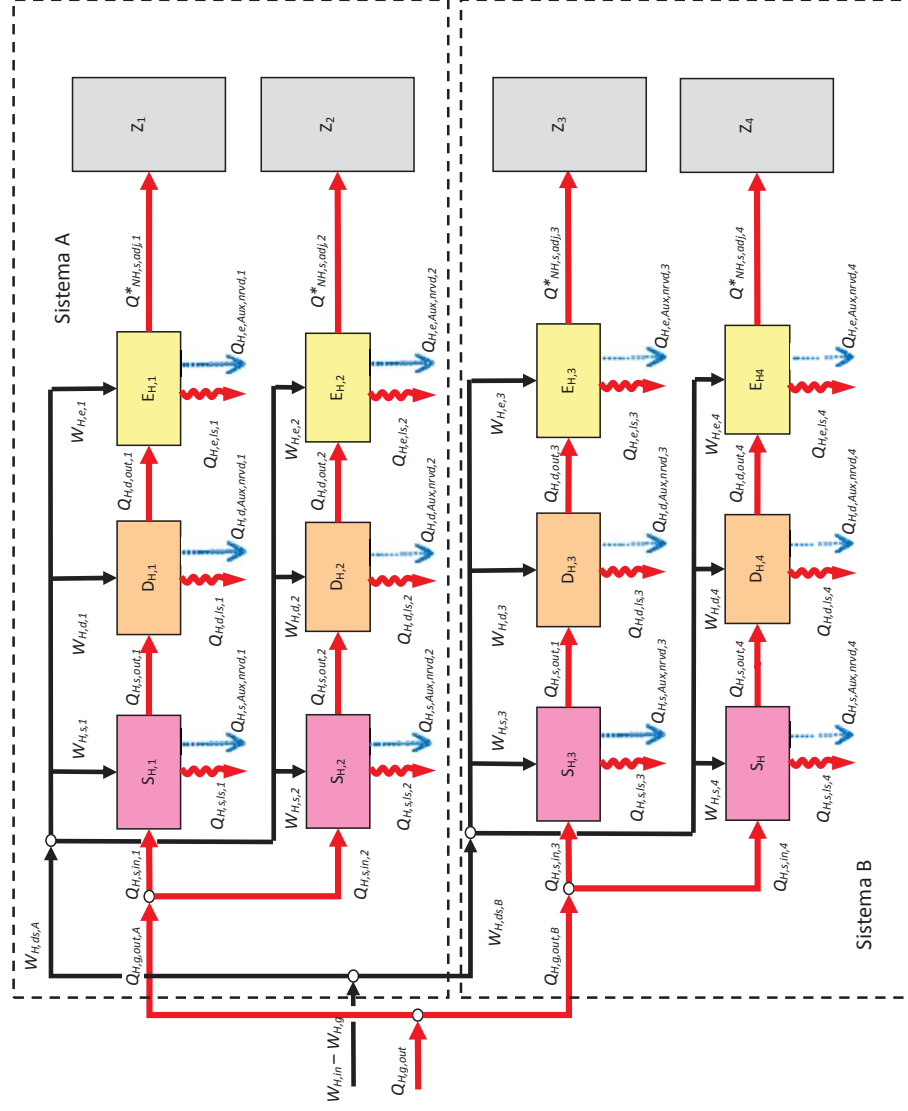 Sistema A
Z1
Z2
Q*NH,s,adj,1
Q*NH,s,adj,2
WH,e,1
EH,1
QH,e,ls,1
QH,e,Aux,nrvd,1
WH,e,2
EH,2
QH,e,ls,2
QH,e,Aux,nrvd,2
QH,d,out,1
QH,d,out,2
WH,d,1
DH,1
QH,d,ls,1
QH,d,Aux,nrvd,1
WH,d,2
DH,2
QH,d,ls,2
QH,d,Aux,nrvd,2
QH,s,out,1
QH,s,out,2
WH,s,1
SH,1
QH,s,ls,1
QH,s,Aux,nrvd,1
WH,s,2
SH,2
QH,s,ls,2
QH,s,Aux,nrvd,2
QH,s,in,1
QH,s,in,2
WH,ds,A
QH,g,out,A
WH,in – WH,g
QH,g,out
Sistema B
Z3
Z4
Q*NH,s,adj,3
Q*NH,s,adj,4
WH,e,3
EH,3
QH,e,ls,3
QH,e,Aux,nrvd,3
WH,e,4
EH4
QH,e,ls,4
QH,e,Aux,nrvd,4
QH,d,out,3
QH,d,out,4
WH,d,3
DH,3
QH,d,ls,3
QH,d,Aux,nrvd,3
WH,d,4
DH,4
QH,d,ls,4
QH,d,Aux,nrvd,4
QH,s,out,1
QH,s,out,4
WH,s,3
SH,3
QH,s,ls,3
QH,s,Aux,nrvd,3
WH,s,4
SH
QH,s,ls,4
QH,s,Aux,nrvd,4
QH,s,in,3
QH,s,in,4
WH,ds,B
QH,g,out,B